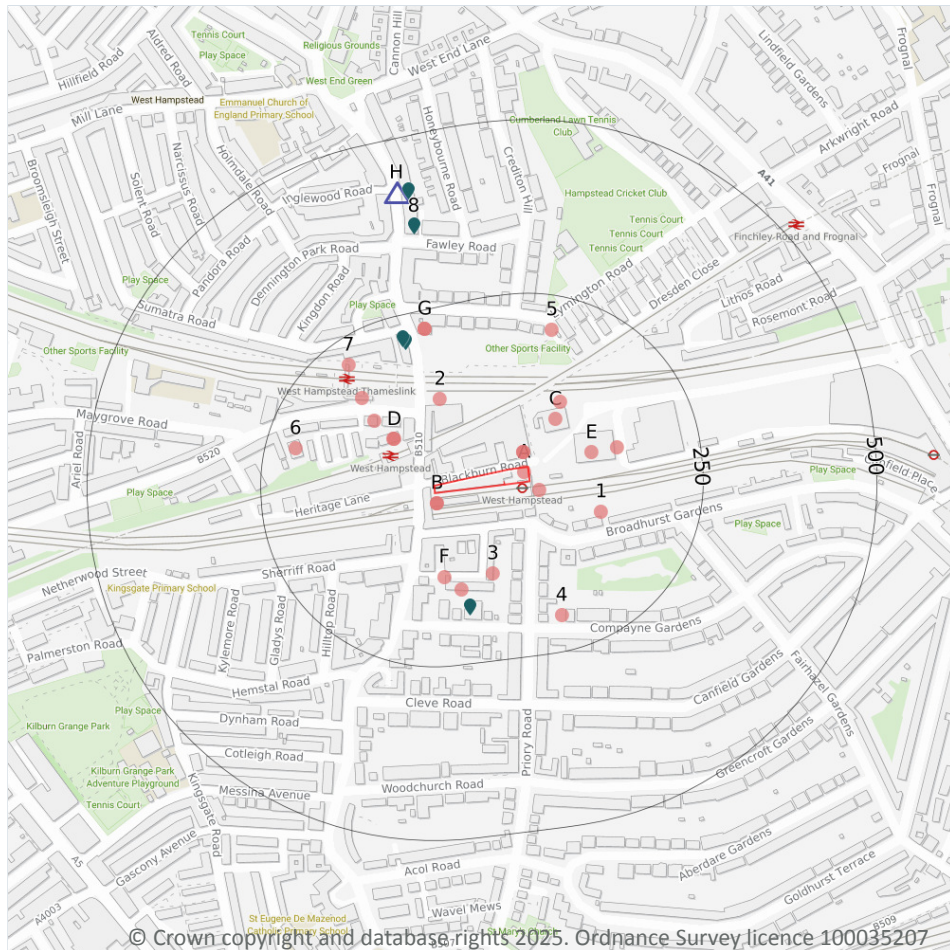 Tennis Court
Play Space
Religious Grounds
Cannon Hill
West End Lane
Aldred Road
Hillfield Road
West End Green
Lindfield Gardens
Frognal
West Hampstead
Emmanuel Church of
England Primary School
Mill Lane
Honeybourne Road
Cumberland Lawn Tennis
Club
Arkwright Road
Frognal
Broomsleigh Street
Solent Road
Narcissus Road
Holmdale Road
Crediton Hill
A41
Frognal
H
Inglewood Road
8
Hampstead Cricket Club
Tennis Court
Tennis Court
Tennis Court
Finchley Road and Frognal
Pandora Road
Dennington Park Road
Fawley Road
Play Space
Kingdon Road
Play Space
Lymington Road
Dresden Close
Lithos Road
Rosemont Road
Sumatra Road
G
5
Other Sports Facility
Other Sports Facility
7
West Hampstead Thameslink
2
C
Maygrove Road
6
D
E
B520
B510
A
Ariel Road
West Hampstead
Blackburn Road
250
500
Play Space
B
West Hampstead
1
Heritage Lane
Broadhurst Gardens
Play Space
Play Space
F
3
Sherriff Road
Netherwood Street
Kingsgate Primary School
4
Kylemore Road
Gladys Road
Hilltop Road
Compayne Gardens
Palmerston Road
Hemstal Road
Canfield Gardens
Fairhazel Gardens
Play Space
Cleve Road
Kilburn Grange Park
Dynham Road
Priory Road
Cotleigh Road
Greencroft Gardens
Kilburn Grange Park
Adventure Playground
Messina Avenue
Woodchurch Road
Tennis Court
Kingsgate Road
A5
Gascony Avenue
Acol Road
Aberdare Gardens
Goldhurst Terrace
A4003
Wavel Mews
St Eugene De Mazenod
Catholic Primary School
St Mary's
B509
© Crown copyright and database rights 2025. Ordnance Survey licence 100035207